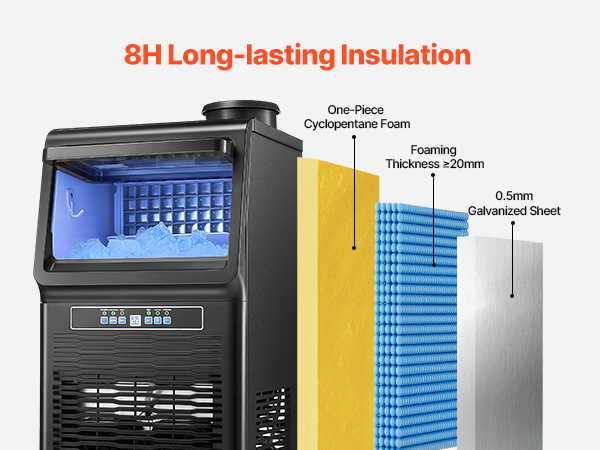 8H Long-lasting Insulation
One-Piece
Cyclopentane Foam
Foaming
Thickness ≥20mm
0.5mm
Galvanized Sheet